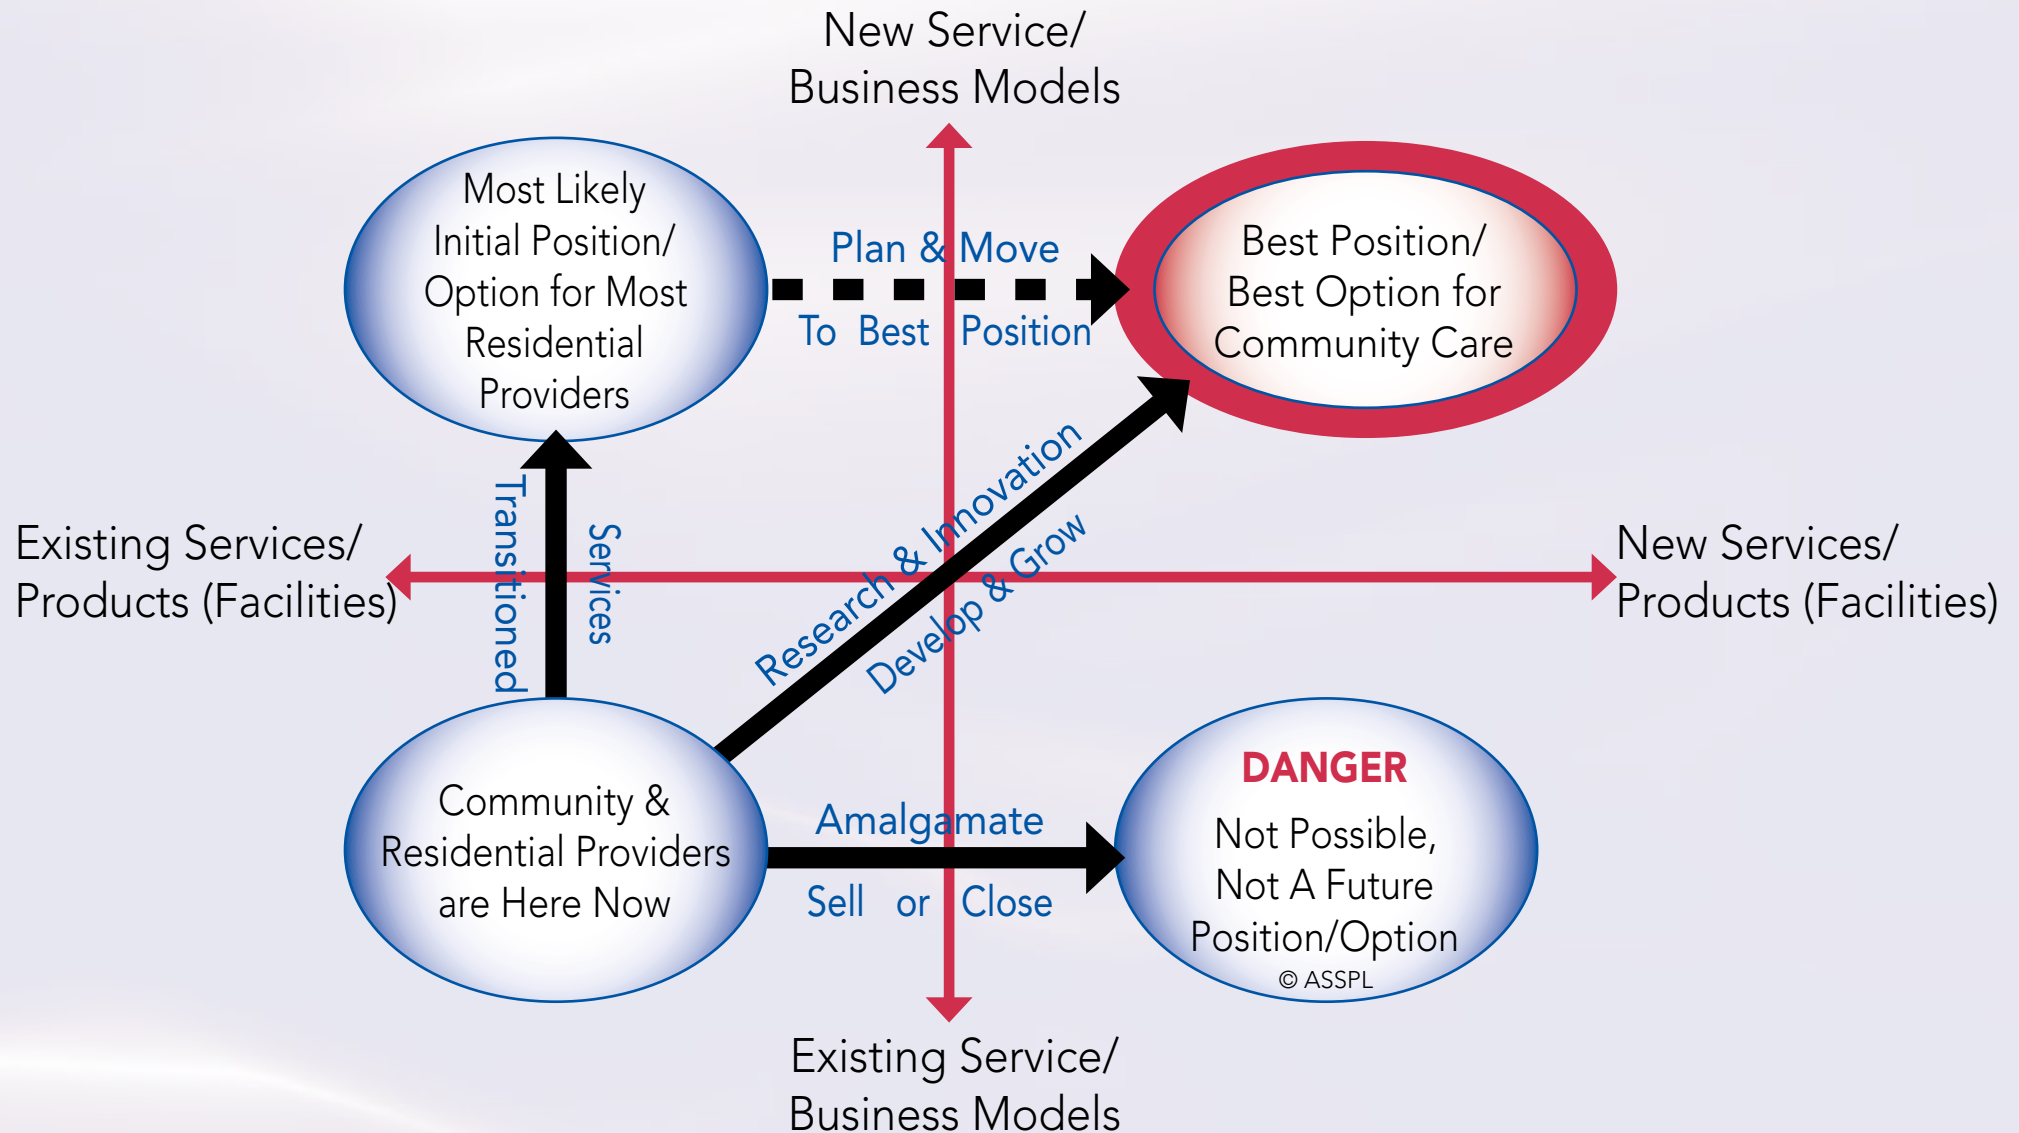 New Service/
Business Models
Most Likely
Initial Position/
Option for Most
Residential
Providers
Plan & Move
To Best Position
Best Position/
Best Option for
Community Care
Transitioned
Services
Research & Innovation
Develop & Grow
Existing Services/
Products (Facilities)
New Services/
Products (Facilities)
Community &
Residential Providers
are Here Now
Amalgamate
Sell or Close
DANGER
Not Possible,
Not A Future
Position/Option
© ASSPL
Existing Service/
Business Models